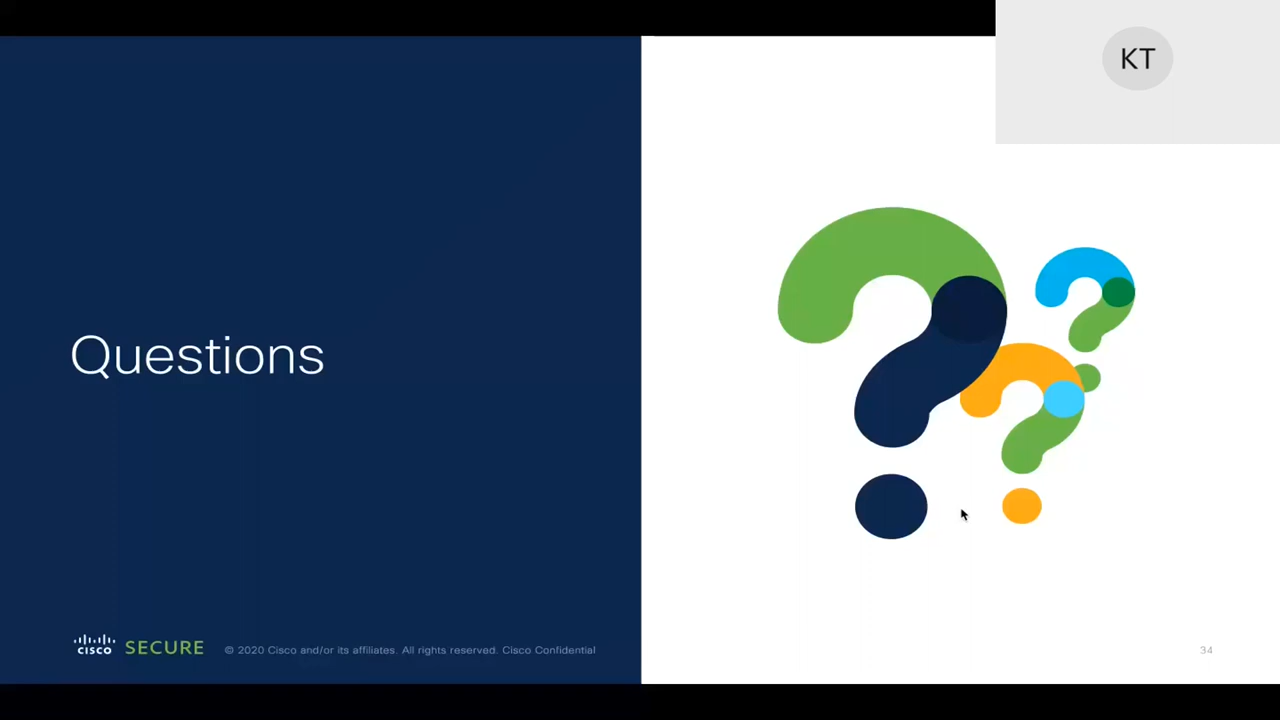 KT
Questions
CISCO SECURE © 2020 Cisco and/or its affiliates. All rights reserved. Cisco Confidential 34